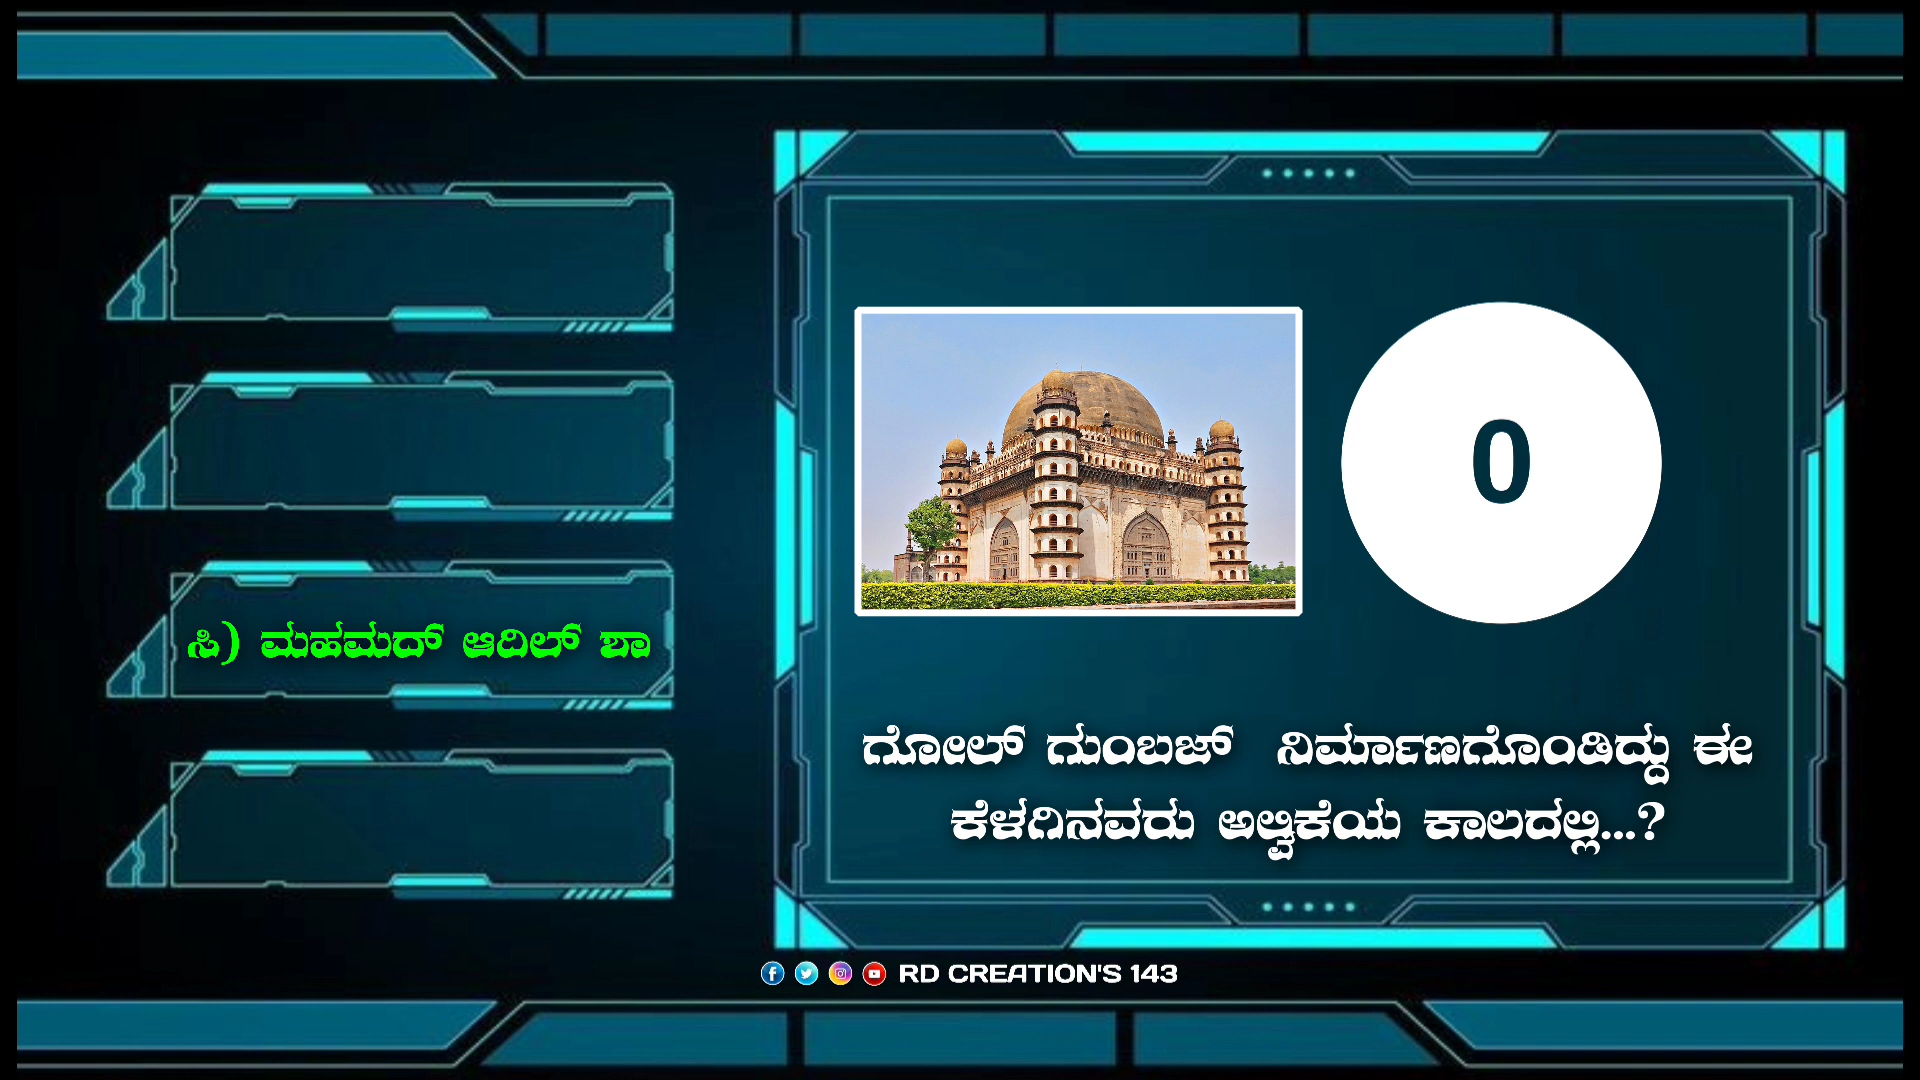 ಸಿ) ಮಹಮದ್ ಆದಿಲ್ ಶಾ
0
ಗೋಲ್ ಗುಂಬಜ್ ನಿರ್ಮಾಣಗೊಂಡಿದ್ದು ಈ
ಕೆಳಗಿನವರು ಅಲ್ವಿಕೆಯ ಕಾಲದಲ್ಲಿ...?
RD CREATION'S 143